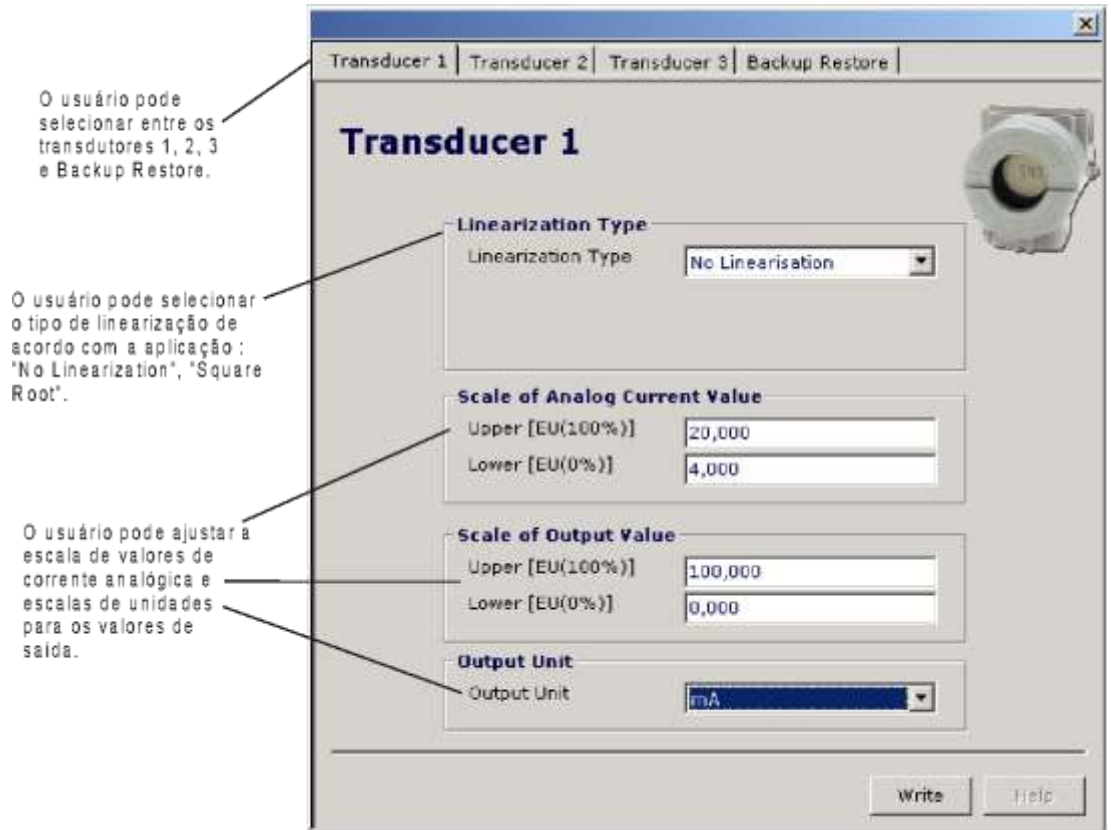 Transducer 1
Transducer 2
Transducer 3
Backup Restore
O usuário pode
selecionar entre os
transdutores 1, 2, 3
e Backup Restore.
Transducer 1
Linearization Type
Linearization Type
No Linearisation
O usuário pode selecionar
o tipo de linearização de
acordo com a aplicação :
"No Linearization", "Square
Root".
Scale of Analog Current Value
Upper [EU(100%)]
20,000
Lower [EU(0%)]
4,000
O usuário pode ajustar a
escala de valores de
corrente analógica e
escalas de unidades
para os valores de
saída.
Scale of Output Value
Upper [EU(100%)]
100,000
Lower [EU(0%)]
0,000
Output Unit
Output Unit
mA
Write
Help